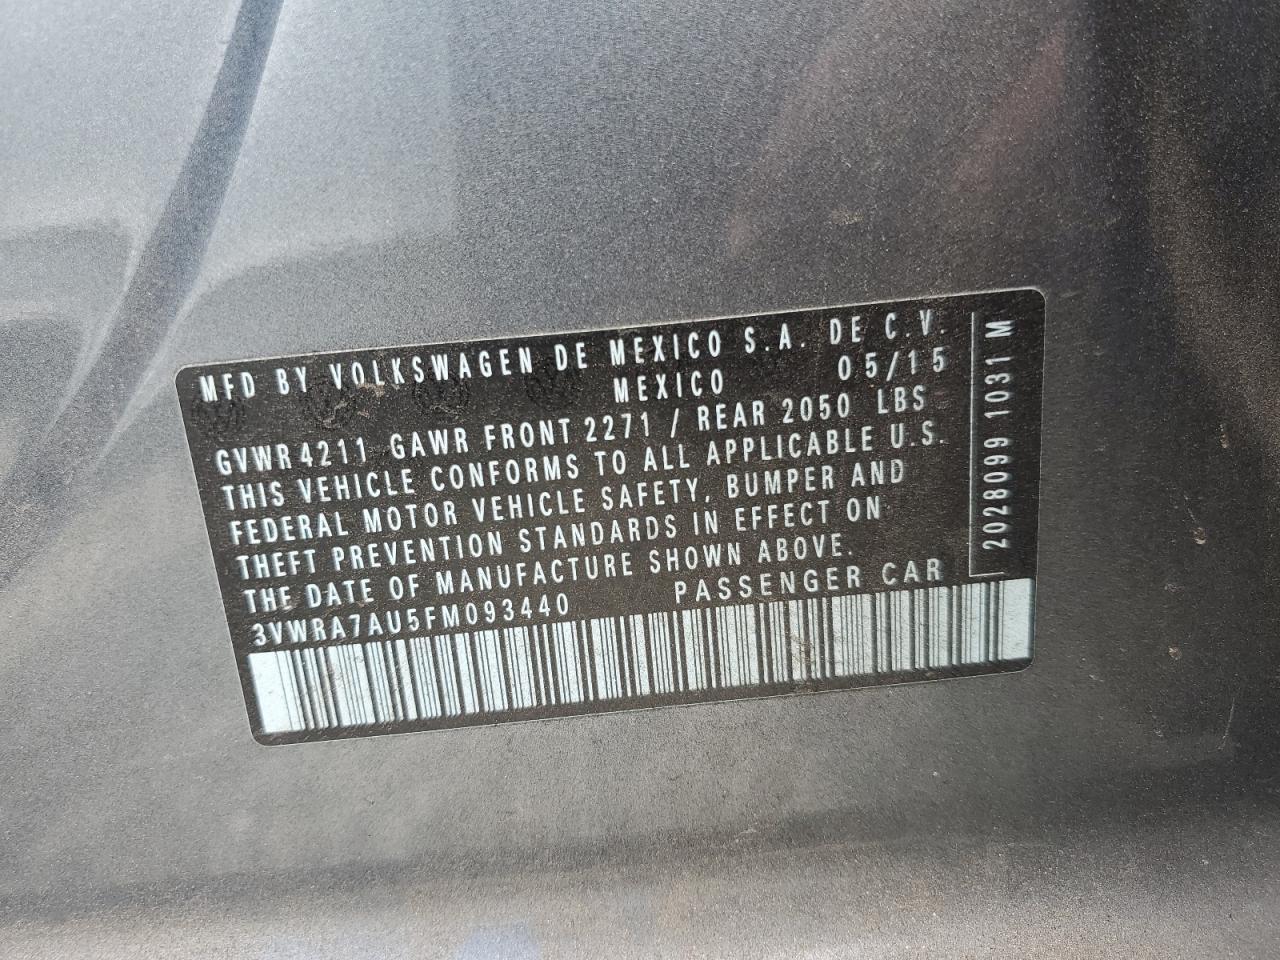 MFD BY VOLKSWAGEN DE MEXICO S.A. DE C.V.
MEXICO 05/15
GVWR 4211 GAWR FRONT 2271 / REAR 2050 LBS
THIS VEHICLE CONFORMS TO ALL APPLICABLE U.S.
FEDERAL MOTOR VEHICLE SAFETY, BUMPER AND
THEFT PREVENTION STANDARDS IN EFFECT ON
THE DATE OF MANUFACTURE SHOWN ABOVE.
3VWRA7AU5FM093440 PASSENGER CAR
2028099 1031 M